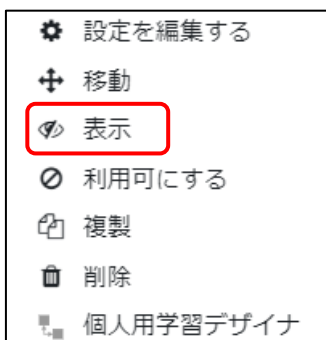 設定を編集する
移動
表示
利用可にする
複製
削除
個人用学習デザイナ